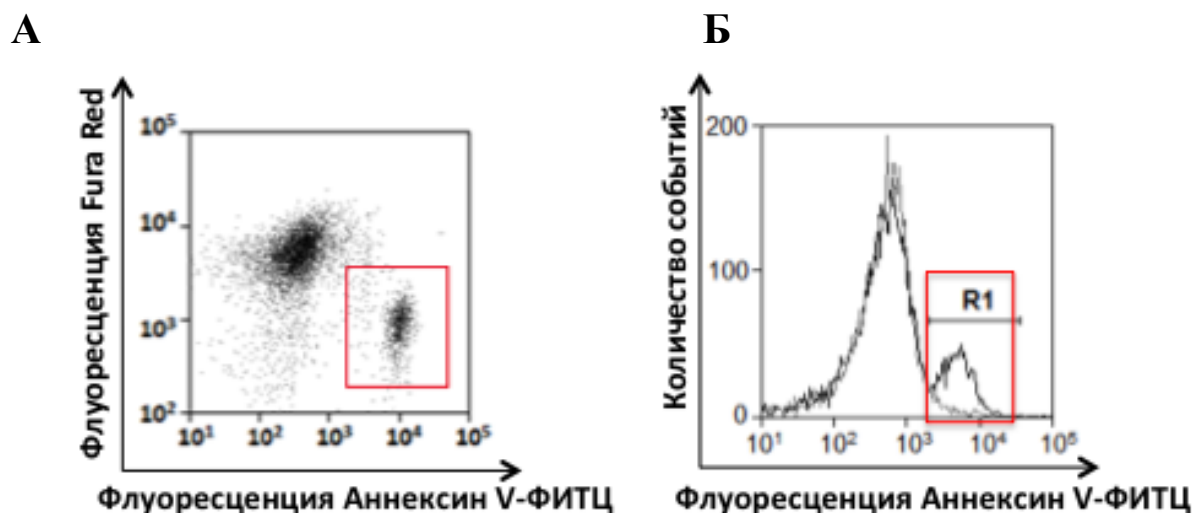 А
Б
Флуоресценция Fura Red
10⁵
10⁴
10³
10²
10¹ 10² 10³ 10⁴ 10⁵
Флуоресценция Аннексин V-ФИТЦ
Количество событий
200
100
0
R1
10¹ 10² 10³ 10⁴ 10⁵
Флуоресценция Аннексин V-ФИТЦ